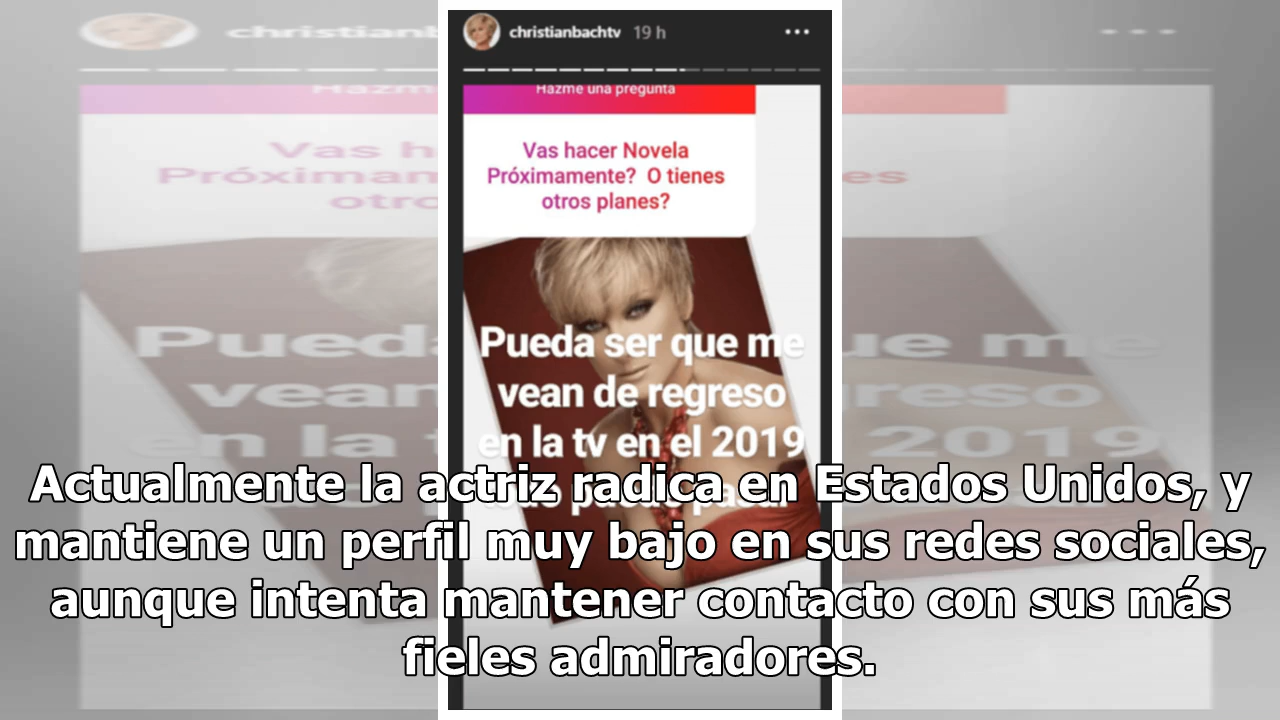 christianbachtv 19 h
Hazme una pregunta
Vas hacer Novela
Próximamente? O tienes
otros planes?
Pueda ser que me
vean de regreso
en la tv en el 2019
Actualmente la actriz radica en Estados Unidos, y
mantiene un perfil muy bajo en sus redes sociales,
aunque intenta mantener contacto con sus más
fieles admiradores.